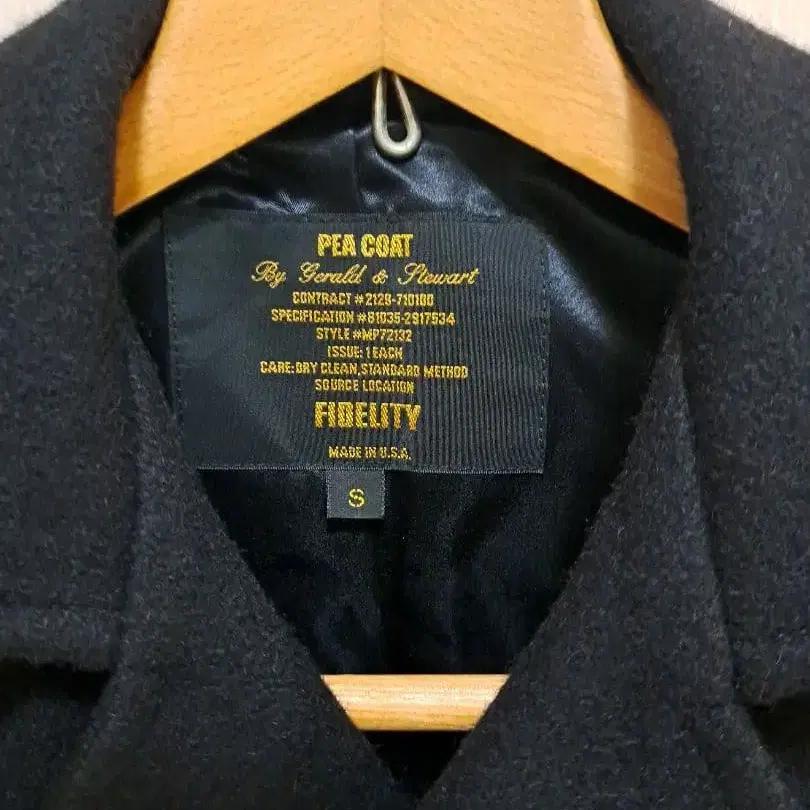 PEA COAT
By Gerald & Stewart
CONTRACT #2129-710100
SPECIFICATION #81035-2917534
STYLE #MP72132
ISSUE: 1 EACH
CARE: DRY CLEAN, STANDARD METHOD
SOURCE LOCATION
FIDELITY
MADE IN U.S.A.
S